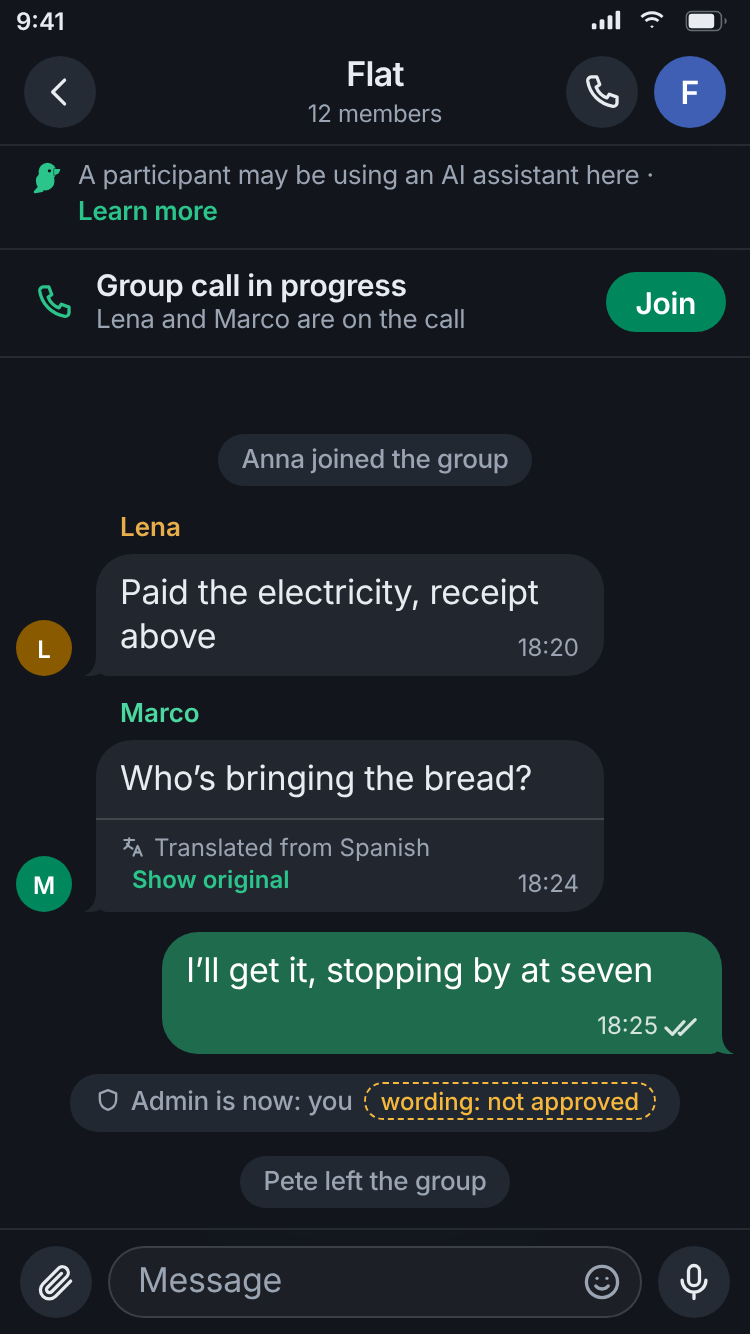 9:41
Flat
12 members
F
A participant may be using an AI assistant here ·
Learn more
Group call in progress
Lena and Marco are on the call
Join
Anna joined the group
Lena
Paid the electricity, receipt
above
18:20
L
Marco
Who’s bringing the bread?
Translated from Spanish
Show original
18:24
M
I’ll get it, stopping by at seven
18:25
Admin is now: you wording: not approved
Pete left the group
Message